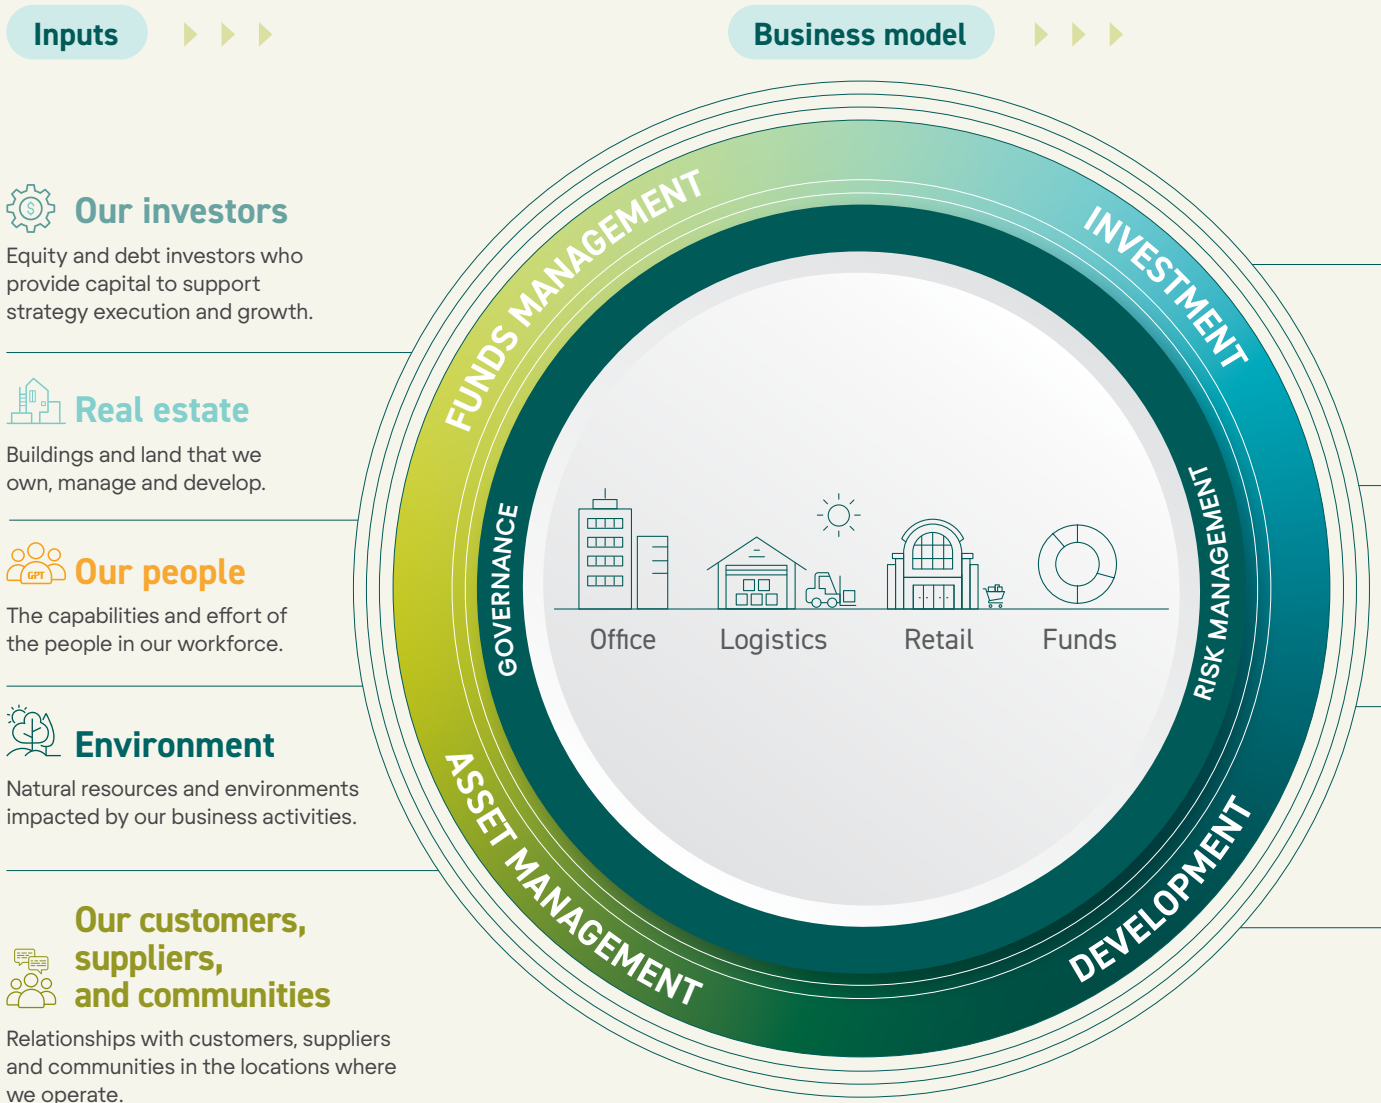 Inputs
Business model
Our investors
Equity and debt investors who
provide capital to support
strategy execution and growth.
Real estate
Buildings and land that we
own, manage and develop.
GPT
Our people
The capabilities and effort of
the people in our workforce.
Environment
Natural resources and environments
impacted by our business activities.
Our customers,
suppliers,
and communities
Relationships with customers, suppliers
and communities in the locations where
we operate.
FUNDS MANAGEMENT
INVESTMENT
GOVERNANCE
RISK MANAGEMENT
Office
Logistics
Retail
Funds
ASSET MANAGEMENT
DEVELOPMENT